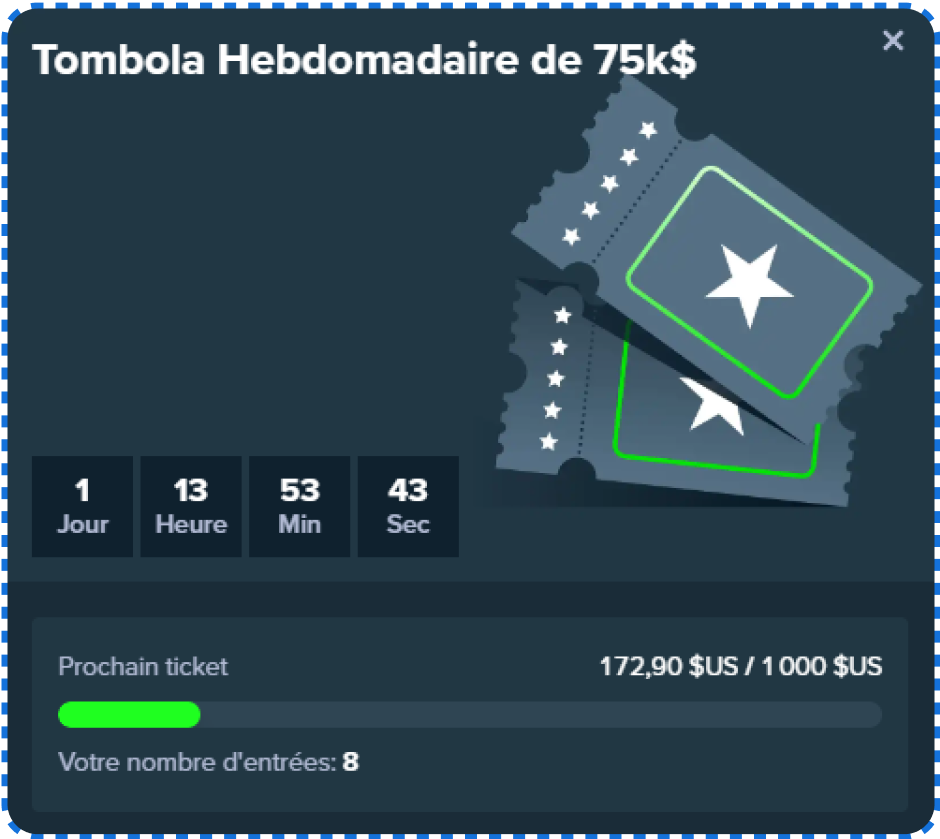 Tombola Hebdomadaire de 75k$
1 13 53 43
Jour Heure Min Sec
Prochain ticket 172,90 $US / 1 000 $US
Votre nombre d'entrées: 8